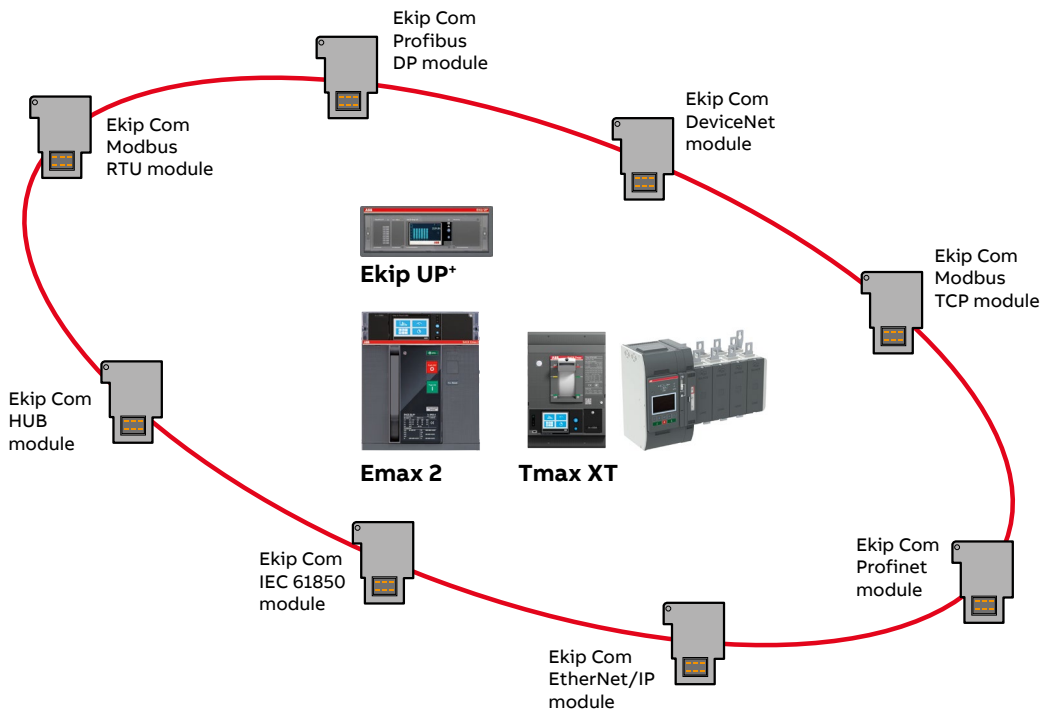 Ekip Com
Profibus
DP module
Ekip Com
DeviceNet
module
Ekip Com
Modbus
RTU module
Ekip UP+
Ekip Com
Modbus
TCP module
Ekip Com
HUB
module
Emax 2
Tmax XT
Ekip Com
IEC 61850
module
Ekip Com
Profinet
module
Ekip Com
EtherNet/IP
module